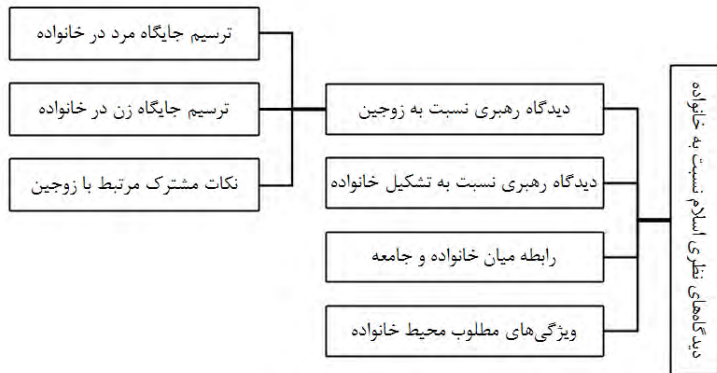 دیدگاه‌های نظری اسلام نسبت به خانواده
دیدگاه رهبری نسبت به زوجین
ترسیم جایگاه مرد در خانواده
ترسیم جایگاه زن در خانواده
نکات مشترک مرتبط با زوجین
دیدگاه رهبری نسبت به تشکیل خانواده
رابطه میان خانواده و جامعه
ویژگی‌های مطلوب محیط خانواده